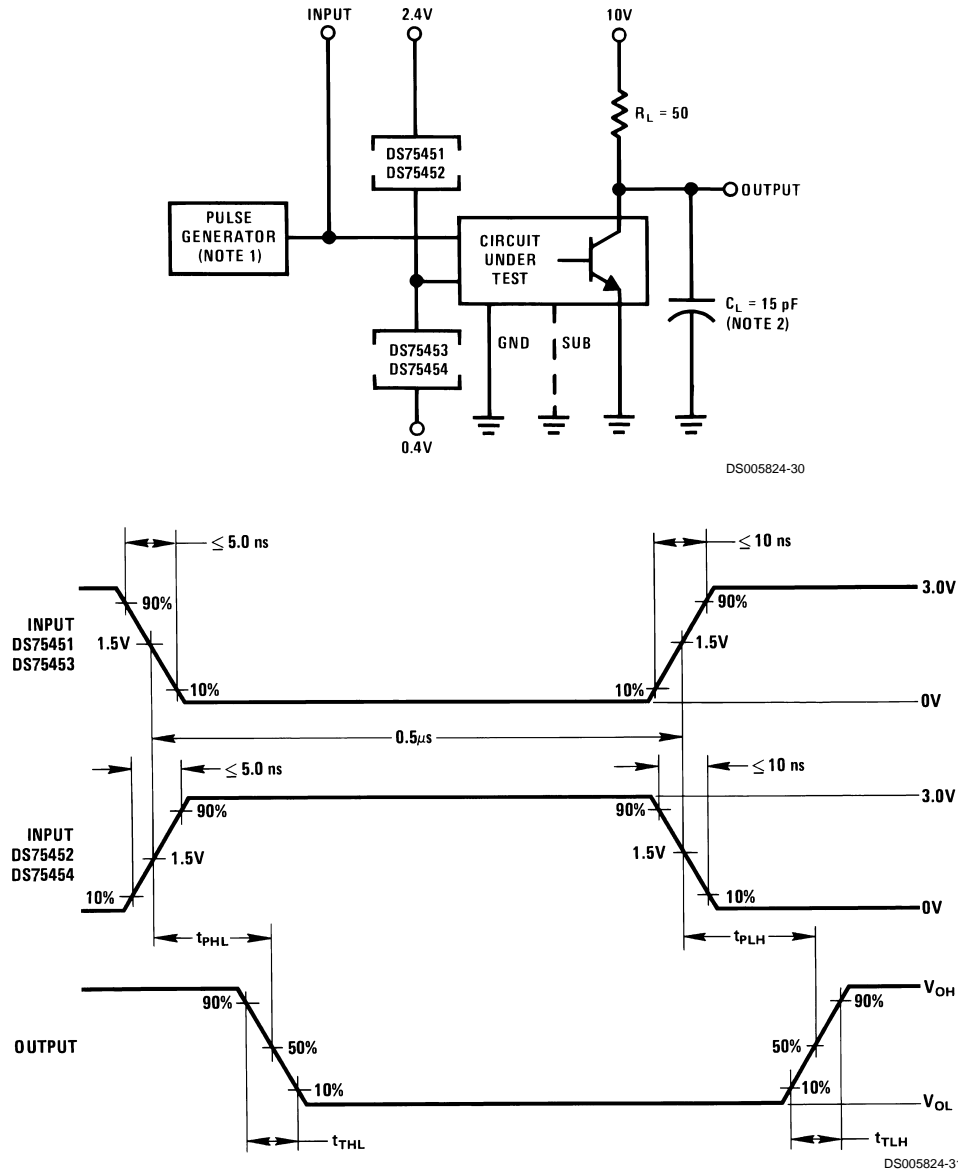 INPUT
2.4V
10V
R_L = 50
DS75451
DS75452
OUTPUT
PULSE
GENERATOR
(NOTE 1)
CIRCUIT
UNDER
TEST
C_L = 15 pF
(NOTE 2)
DS75453
DS75454
GND
SUB
0.4V
DS005824-30
≤ 5.0 ns
≤ 10 ns
3.0V
90%
90%
INPUT
DS75451
DS75453
1.5V
1.5V
10%
10%
0V
0.5μs
≤ 5.0 ns
≤ 10 ns
3.0V
90%
90%
INPUT
DS75452
DS75454
1.5V
1.5V
10%
10%
0V
t_PHL
t_PLH
V_OH
90%
90%
OUTPUT
50%
50%
10%
10%
V_OL
t_THL
t_TLH